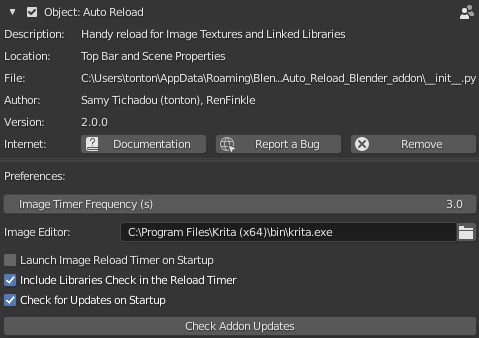 Object: Auto Reload
Description: Handy reload for Image Textures and Linked Libraries
Location: Top Bar and Scene Properties
File: C:\Users\tonton\AppData\Roaming\Blen...Auto_Reload_Blender_addon\__init__.py
Author: Samy Tichadou (tonton), RenFinkle
Version: 2.0.0
Internet: Documentation Report a Bug Remove
Preferences:
Image Timer Frequency (s) 3.0
Image Editor: C:\Program Files\Krita (x64)\bin\krita.exe
Launch Image Reload Timer on Startup
Include Libraries Check in the Reload Timer
Check for Updates on Startup
Check Addon Updates